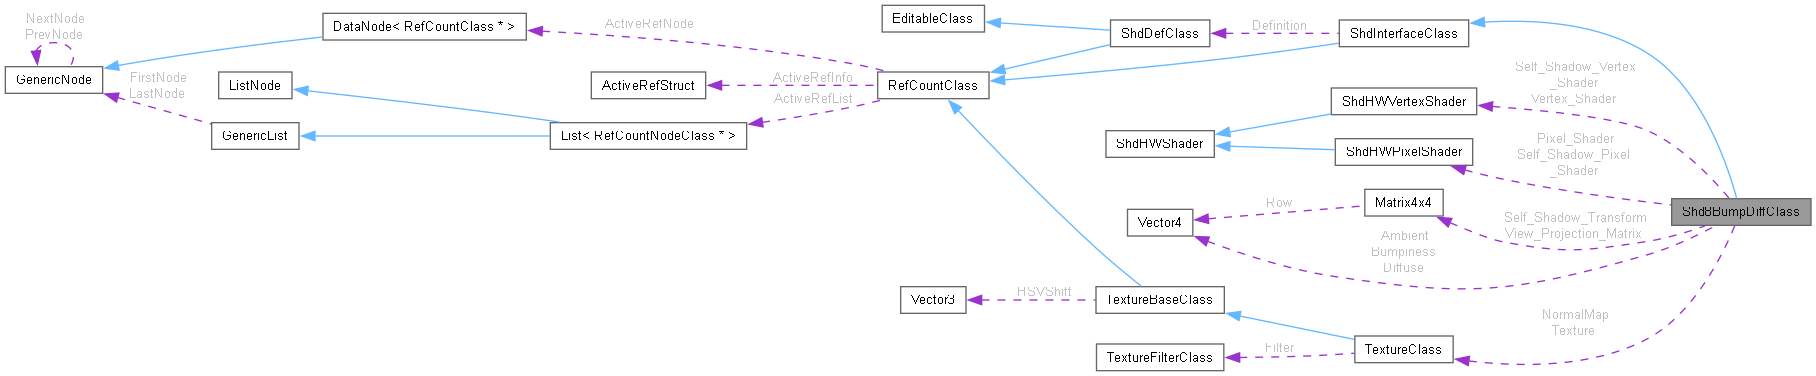 NextNode
PrevNode
GenericNode
FirstNode
LastNode
DataNode< RefCountClass * >
ListNode
GenericList
ActiveRefNode
ActiveRefStruct
ActiveRefInfo
ActiveRefList
List< RefCountNodeClass * >
EditableClass
RefCountClass
ShdDefClass
Definition
ShdInterfaceClass
Self_Shadow_Vertex
_Shader
Vertex_Shader
ShdHWVertexShader
ShdHWShader
ShdHWPixelShader
Pixel_Shader
Self_Shadow_Pixel
_Shader
Vector4
Row
Matrix4x4
Self_Shadow_Transform
View_Projection_Matrix
Shd8BumpDiffClass
Ambient
Bumpiness
Diffuse
Vector3
HSVShift
TextureBaseClass
NormalMap
Texture
TextureFilterClass
Filter
TextureClass